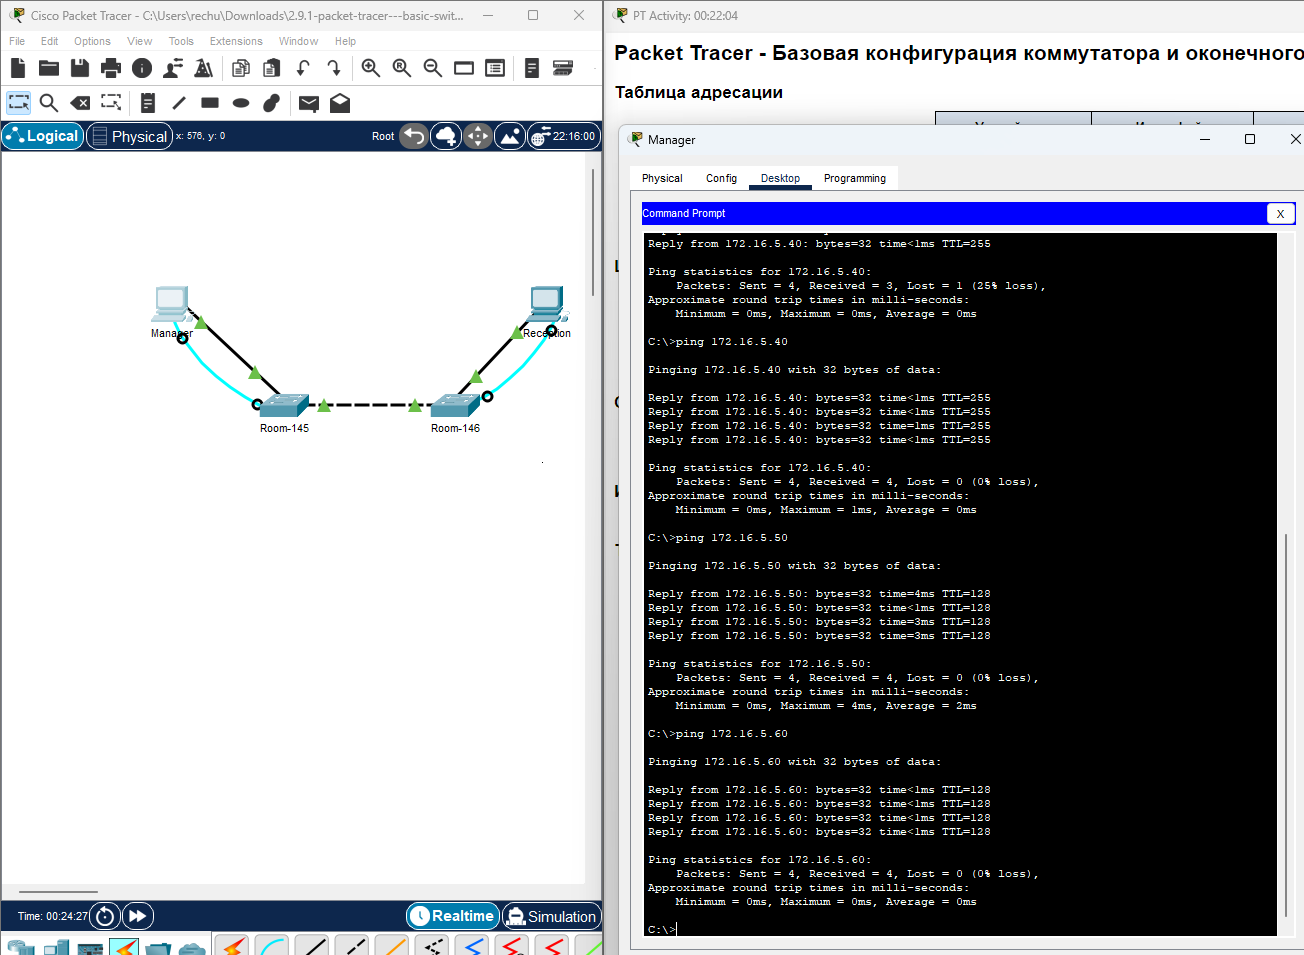 Cisco Packet Tracer - C:\Users\rechu\Downloads\2.9.1-packet-tracer---basic-swit...
File Edit Options View Tools Extensions Window Help
Logical Physical x: 576, y: 0 Root 22:16:00
Manager
Reception
Room-145
Room-146
Time: 00:24:27 Realtime Simulation
PT Activity: 00:22:04
Packet Tracer - Базовая конфигурация коммутатора и оконечного
Таблица адресации
Manager
Physical Config Desktop Programming
Command Prompt X
Reply from 172.16.5.40: bytes=32 time<1ms TTL=255
Ping statistics for 172.16.5.40:
Packets: Sent = 4, Received = 3, Lost = 1 (25% loss),
Approximate round trip times in milli-seconds:
Minimum = 0ms, Maximum = 0ms, Average = 0ms
C:\>ping 172.16.5.40
Pinging 172.16.5.40 with 32 bytes of data:
Reply from 172.16.5.40: bytes=32 time<1ms TTL=255
Reply from 172.16.5.40: bytes=32 time<1ms TTL=255
Reply from 172.16.5.40: bytes=32 time=1ms TTL=255
Reply from 172.16.5.40: bytes=32 time<1ms TTL=255
Ping statistics for 172.16.5.40:
Packets: Sent = 4, Received = 4, Lost = 0 (0% loss),
Approximate round trip times in milli-seconds:
Minimum = 0ms, Maximum = 1ms, Average = 0ms
C:\>ping 172.16.5.50
Pinging 172.16.5.50 with 32 bytes of data:
Reply from 172.16.5.50: bytes=32 time=4ms TTL=128
Reply from 172.16.5.50: bytes=32 time<1ms TTL=128
Reply from 172.16.5.50: bytes=32 time=3ms TTL=128
Reply from 172.16.5.50: bytes=32 time=3ms TTL=128
Ping statistics for 172.16.5.50:
Packets: Sent = 4, Received = 4, Lost = 0 (0% loss),
Approximate round trip times in milli-seconds:
Minimum = 0ms, Maximum = 4ms, Average = 2ms
C:\>ping 172.16.5.60
Pinging 172.16.5.60 with 32 bytes of data:
Reply from 172.16.5.60: bytes=32 time<1ms TTL=128
Reply from 172.16.5.60: bytes=32 time<1ms TTL=128
Reply from 172.16.5.60: bytes=32 time<1ms TTL=128
Reply from 172.16.5.60: bytes=32 time<1ms TTL=128
Ping statistics for 172.16.5.60:
Packets: Sent = 4, Received = 4, Lost = 0 (0% loss),
Approximate round trip times in milli-seconds:
Minimum = 0ms, Maximum = 0ms, Average = 0ms
C:\>